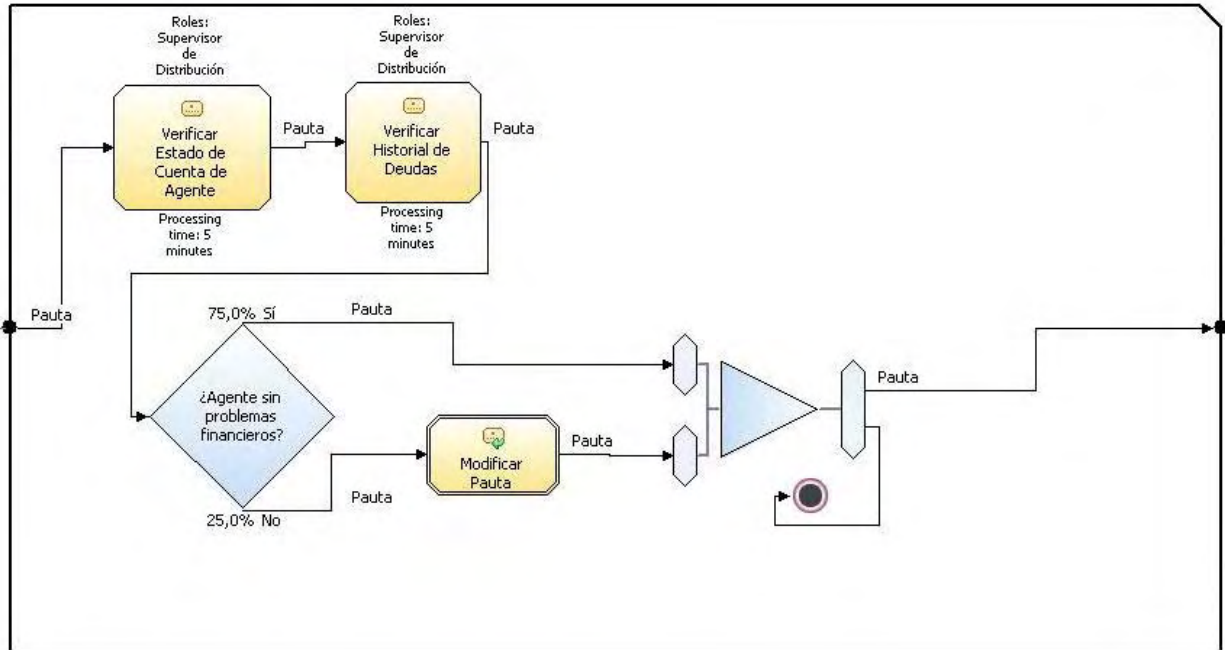 Roles:
Supervisor
de
Distribución
Verificar
Estado de
Cuenta de
Agente
Processing
time: 5
minutes
Pauta
Roles:
Supervisor
de
Distribución
Verificar
Historial de
Deudas
Processing
time: 5
minutes
Pauta
Pauta
75,0% Sí
Pauta
¿Agente sin
problemas
financieros?
25,0% No
Pauta
Modificar
Pauta
Pauta
Pauta